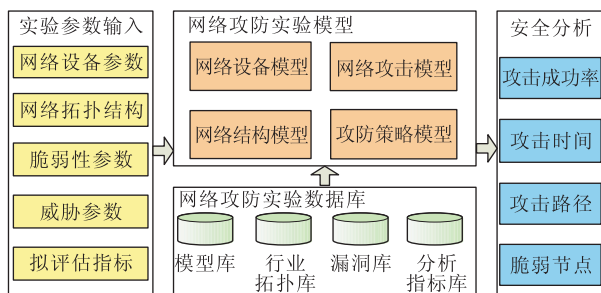 实验参数输入
网络设备参数
网络拓扑结构
脆弱性参数
威胁参数
拟评估指标
网络攻防实验模型
网络设备模型
网络攻击模型
网络结构模型
攻防策略模型
网络攻防实验数据库
模型库
行业
拓扑库
漏洞库
分析
指标库
安全分析
攻击成功率
攻击时间
攻击路径
脆弱节点